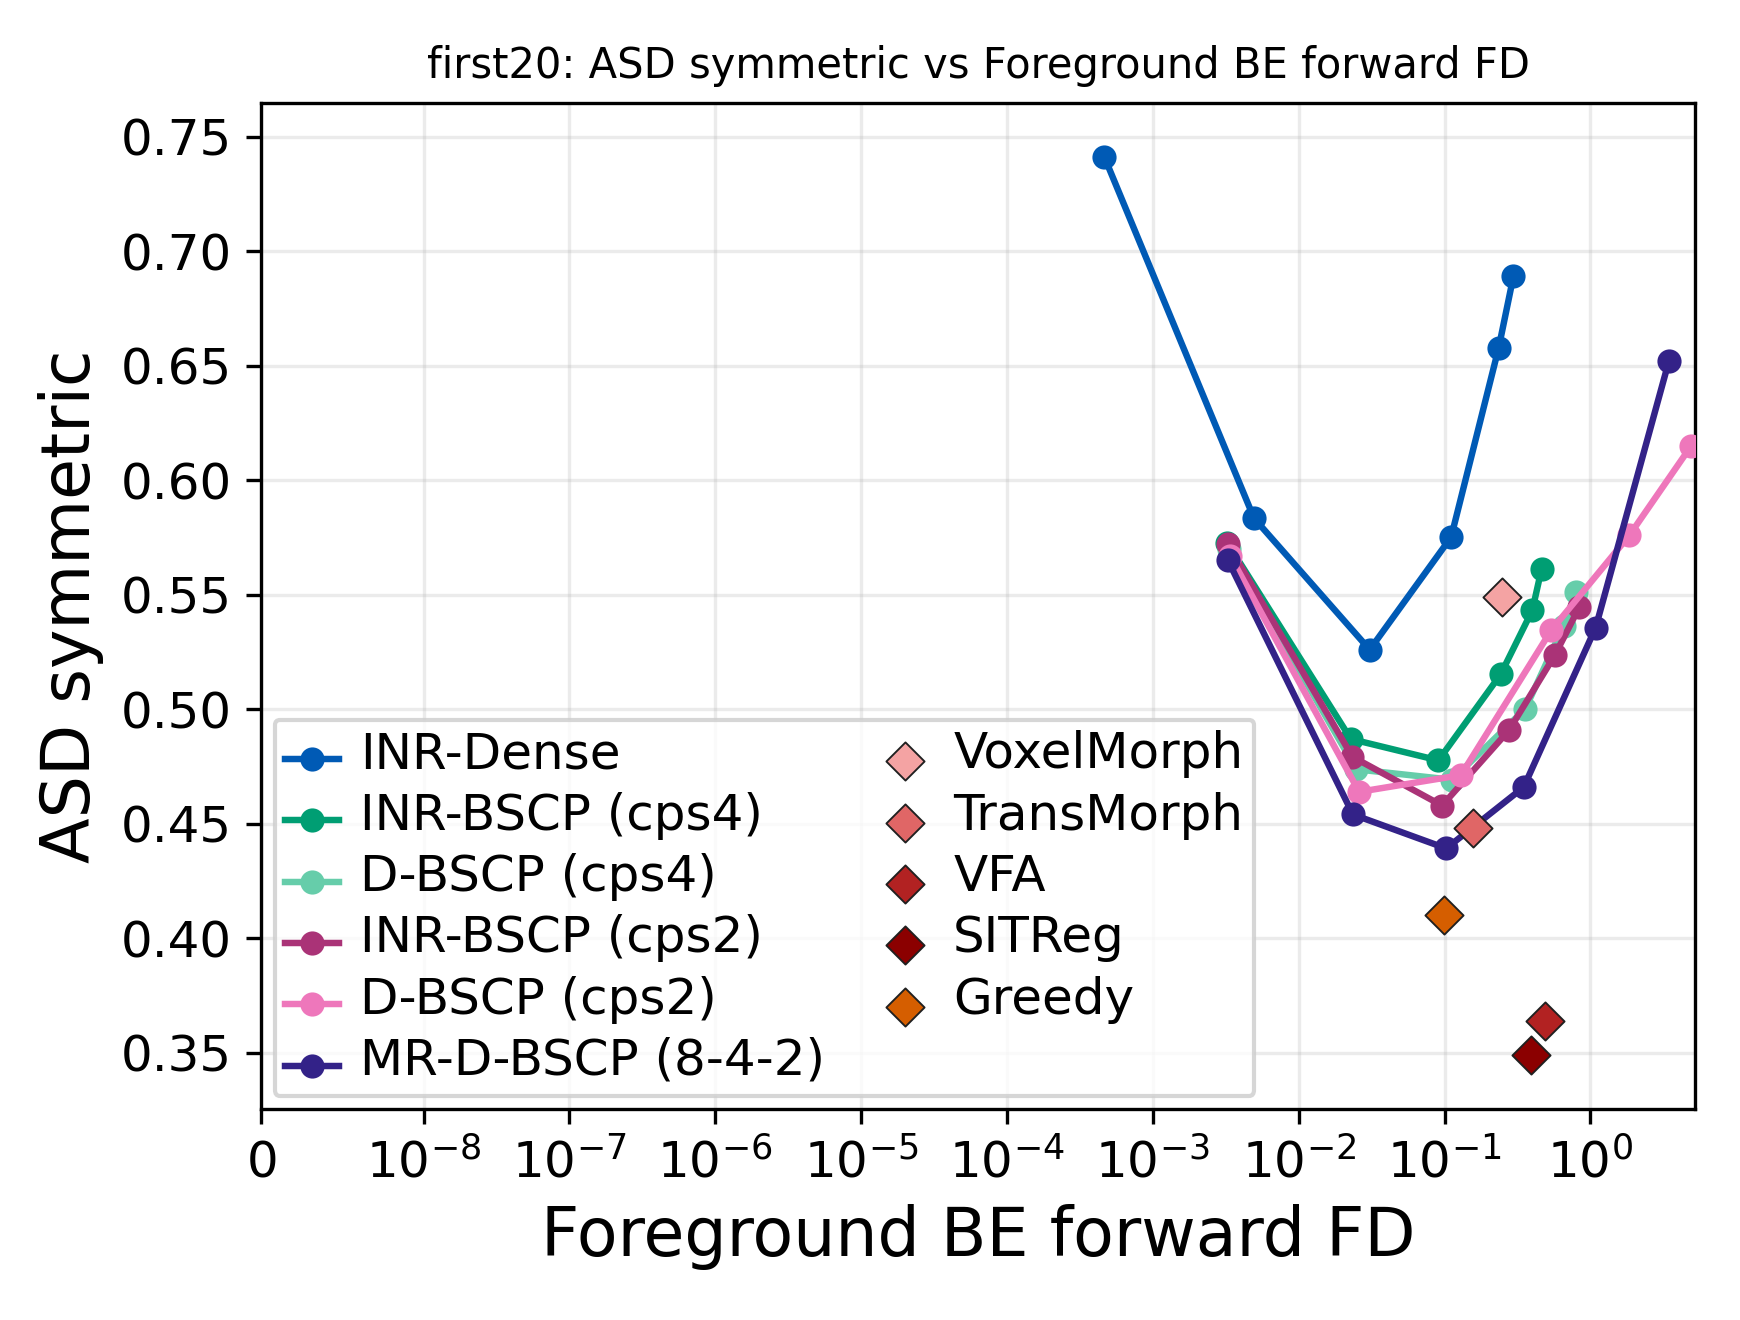 first20: ASD symmetric vs Foreground BE forward FD
ASD symmetric
0.75
0.70
0.65
0.60
0.55
0.50
0.45
0.40
0.35
INR-Dense
INR-BSCP (cps4)
D-BSCP (cps4)
INR-BSCP (cps2)
D-BSCP (cps2)
MR-D-BSCP (8-4-2)
VoxelMorph
TransMorph
VFA
SITReg
Greedy
0 10⁻⁸ 10⁻⁷ 10⁻⁶ 10⁻⁵ 10⁻⁴ 10⁻³ 10⁻² 10⁻¹ 10⁰
Foreground BE forward FD